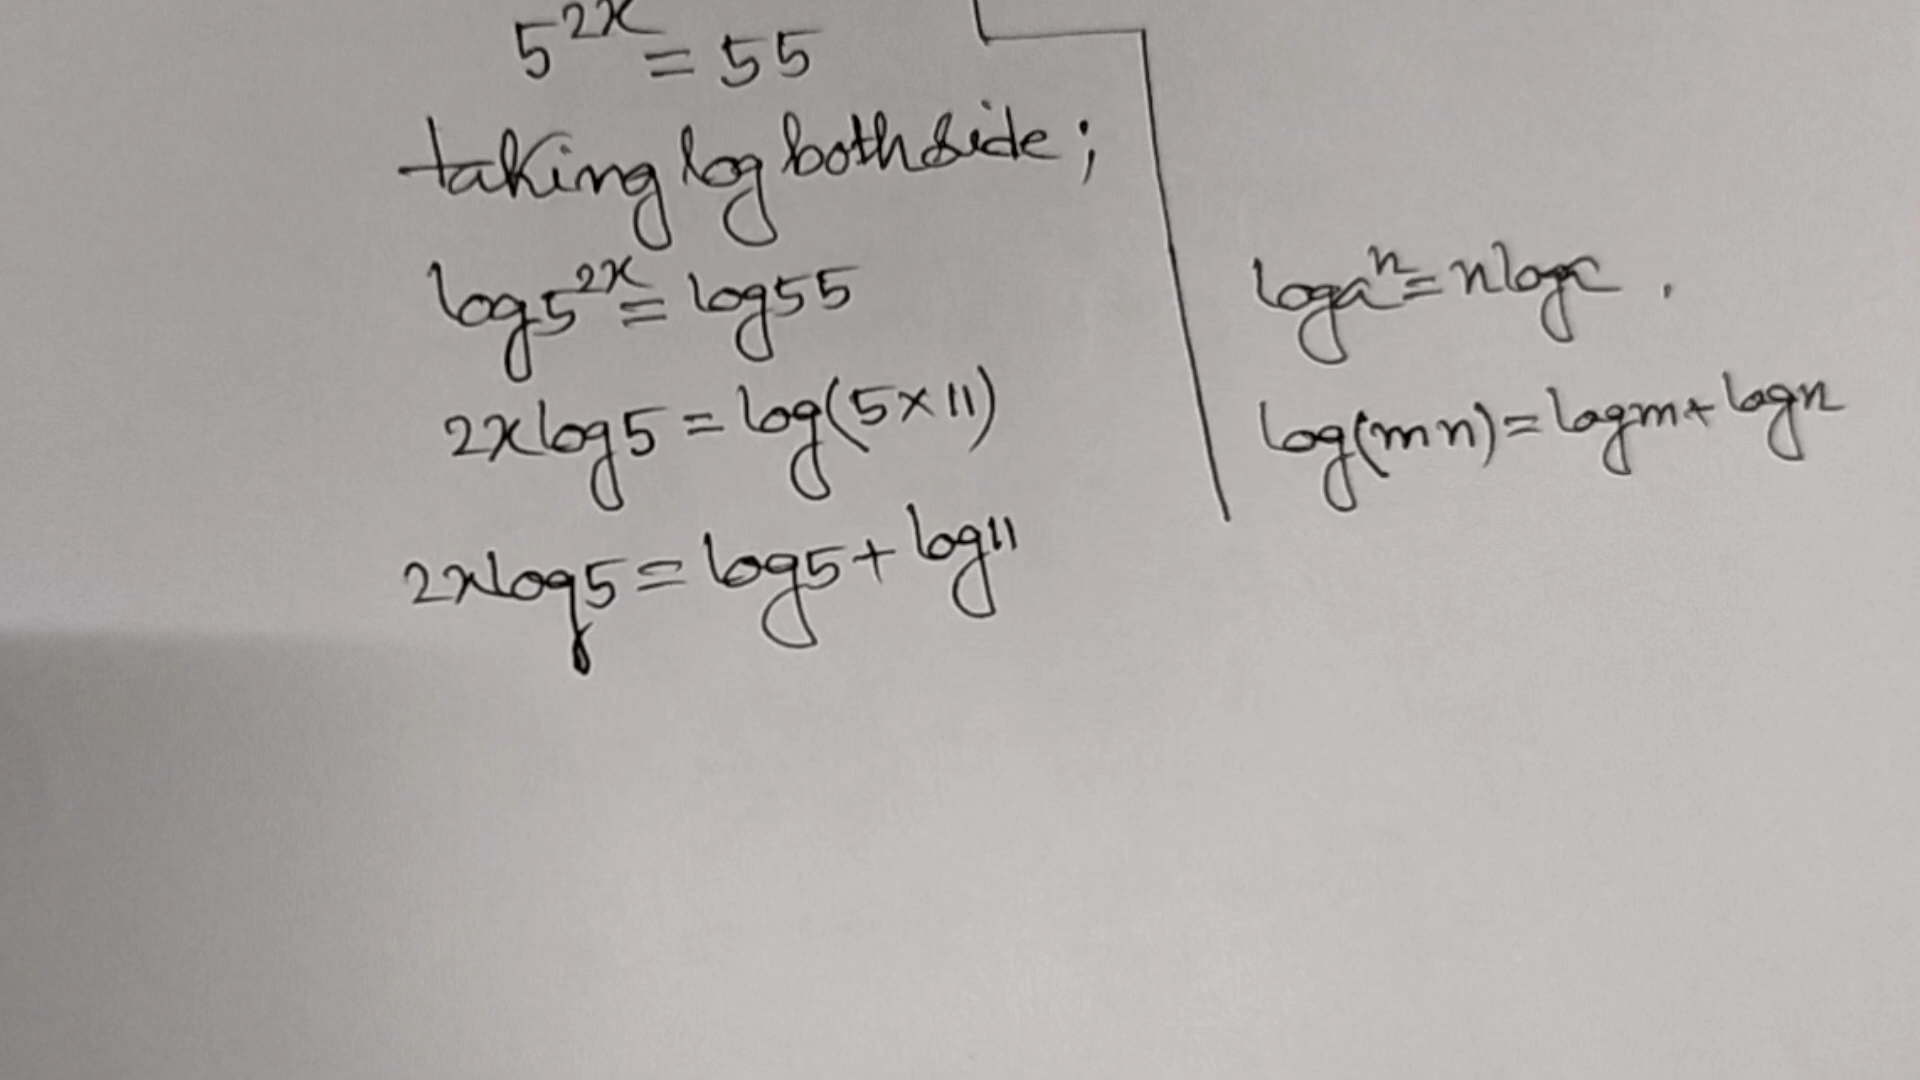 5^{2x} = 55
taking log both side ;
log 5^{2x} = log 55
2x log 5 = log (5 × 11)
2x log 5 = log 5 + log 11
log a^n = n log a .
log (mn) = log m + log n